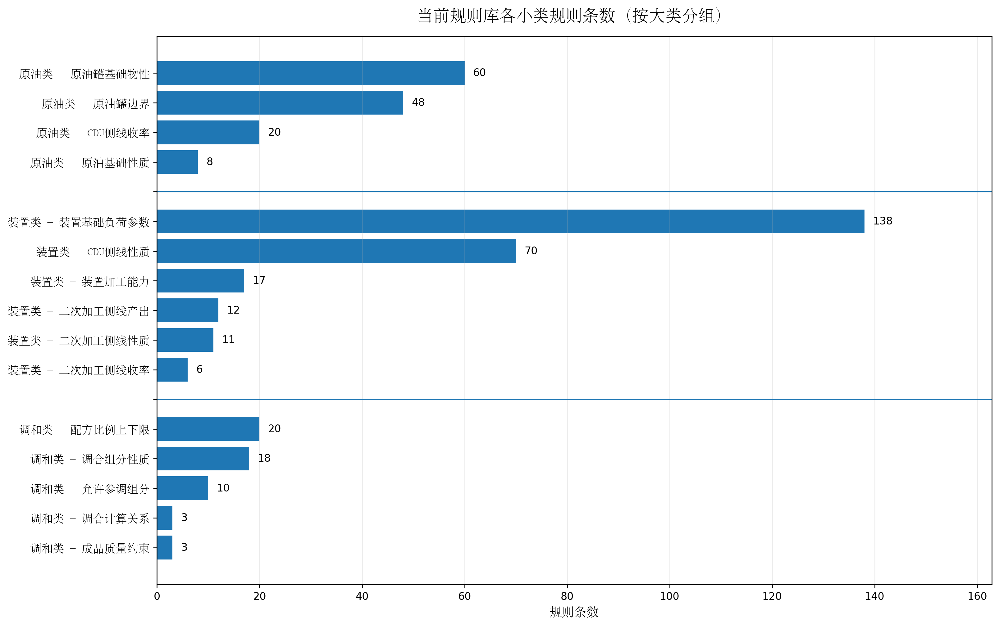 当前规则库各小类规则条数（按大类分组）
原油类 - 原油罐基础物性 60
原油类 - 原油罐边界 48
原油类 - CDU侧线收率 20
原油类 - 原油基础性质 8
装置类 - 装置基础负荷参数 138
装置类 - CDU侧线性质 70
装置类 - 装置加工能力 17
装置类 - 二次加工侧线产出 12
装置类 - 二次加工侧线性质 11
装置类 - 二次加工侧线收率 6
调和类 - 配方比例上下限 20
调和类 - 调合组分性质 18
调和类 - 允许参调组分 10
调和类 - 调合计算关系 3
调和类 - 成品质量约束 3
0 20 40 60 80 100 120 140 160
规则条数